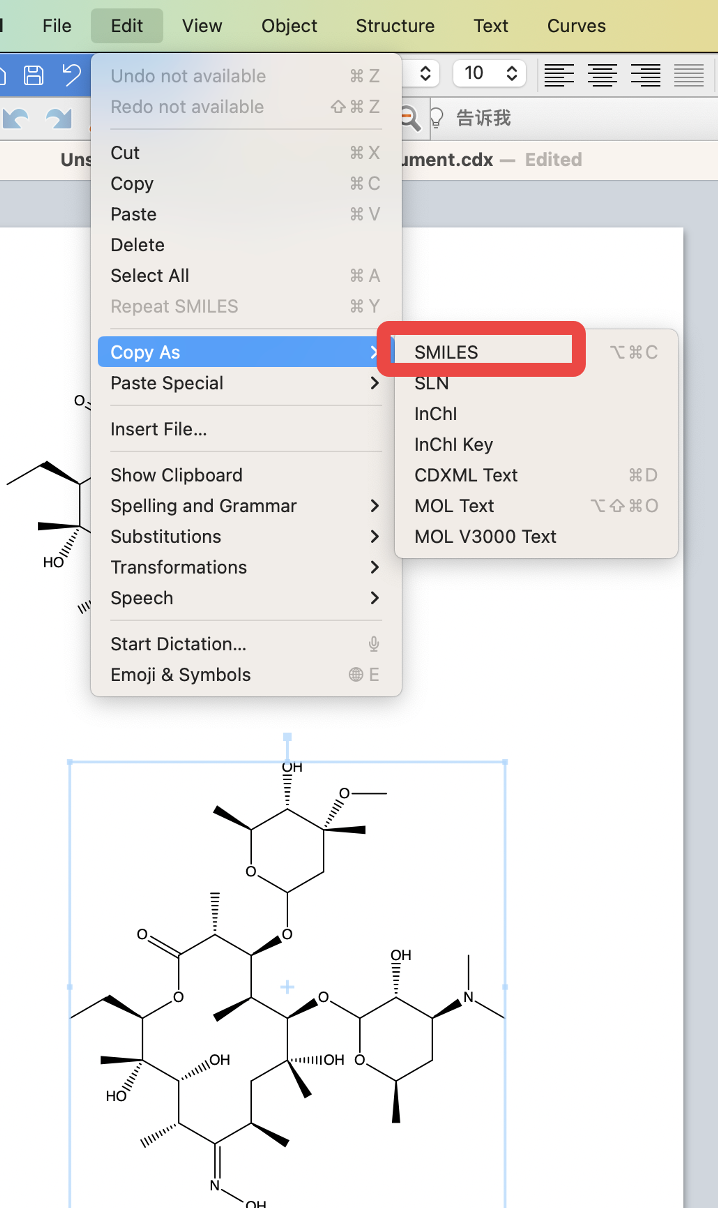 File Edit View Object Structure Text Curves
10
告诉我
ument.cdx — Edited
Undo not available ⌘Z
Redo not available ⇧⌘Z
Cut ⌘X
Copy ⌘C
Paste ⌘V
Delete
Select All ⌘A
Repeat SMILES ⌘Y
Copy As
Paste Special
Insert File...
Show Clipboard
Spelling and Grammar
Substitutions
Transformations
Speech
Start Dictation...
Emoji & Symbols E
SMILES ⌥⌘C
SLN
InChI
InChI Key
CDXML Text ⌘D
MOL Text ⌥⇧⌘O
MOL V3000 Text
O
HO
OH
O
O
O
O
OH
O
O
N
OH
OH
O
HO
N
OH